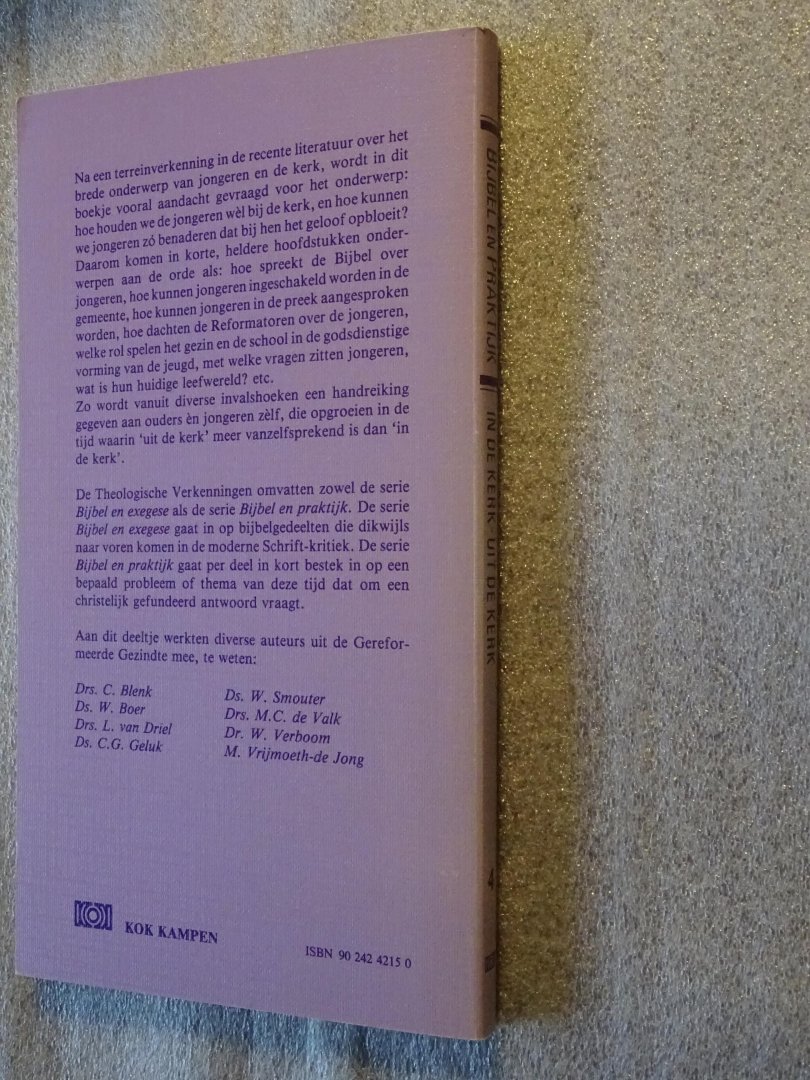 Na een terreinverkenning in de recente literatuur over het
brede onderwerp van jongeren en de kerk, wordt in dit
boekje vooral aandacht gevraagd voor het onderwerp:
hoe houden we de jongeren wèl bij de kerk, en hoe kunnen
we jongeren zó benaderen dat bij hen het geloof opbloeit?
Daarom komen in korte, heldere hoofdstukken onder-
werpen aan de orde als: hoe spreekt de Bijbel over
jongeren, hoe kunnen jongeren ingeschakeld worden in de
gemeente, hoe kunnen jongeren in de preek aangesproken
worden, hoe dachten de Reformatoren over de jongeren,
welke rol spelen het gezin en de school in de godsdienstige
vorming van de jeugd, met welke vragen zitten jongeren,
wat is hun huidige leefwereld? etc.
Zo wordt vanuit diverse invalshoeken een handreiking
gegeven aan ouders èn jongeren zèlf, die opgroeien in de
tijd waarin ‘uit de kerk’ meer vanzelfsprekend is dan ‘in
de kerk’.
De Theologische Verkenningen omvatten zowel de serie
Bijbel en exegese als de serie Bijbel en praktijk. De serie
Bijbel en exegese gaat in op bijbelgedeelten die dikwijls
naar voren komen in de moderne Schrift-kritiek. De serie
Bijbel en praktijk gaat per deel in kort bestek in op een
bepaald probleem of thema van deze tijd dat om een
christelijk gefundeerd antwoord vraagt.
Aan dit deeltje werkten diverse auteurs uit de Gerefor-
meerde Gezindte mee, te weten:
Drs. C. Blenk
Ds. W. Boer
Drs. L. van Driel
Ds. C.G. Geluk
Ds. W. Smouter
Drs. M.C. de Valk
Dr. W. Verboom
M. Vrijmoeth-de Jong
KOK KAMPEN
ISBN 90 242 4215 0
BIJBEL EN PRAKTIJK
IN DE KERK UIT DE KERK
4